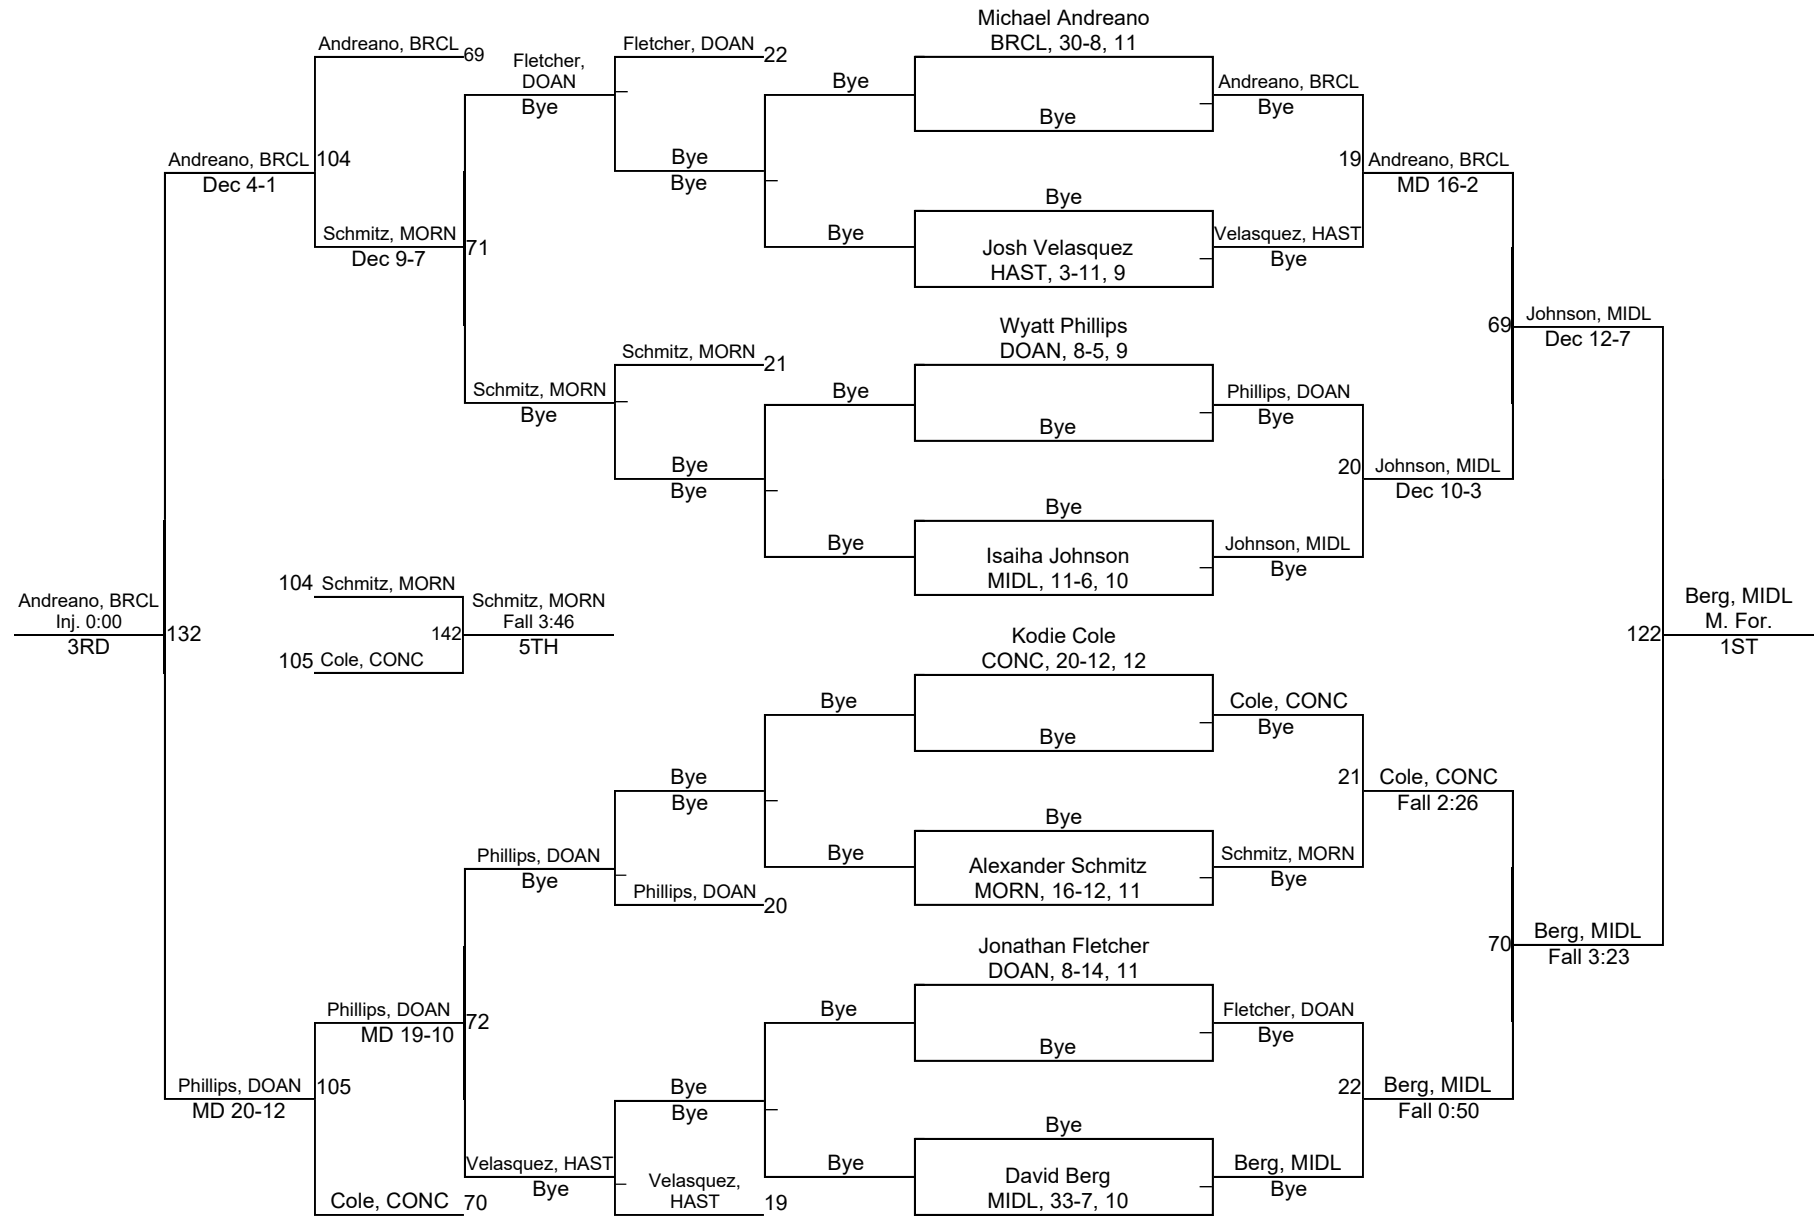 Michael Andreano
BRCL, 30-8, 11
Andreano, BRCL
69
Fletcher,
DOAN
Bye
Fletcher, DOAN
22
Bye
Bye
Andreano, BRCL
Bye
Andreano, BRCL
Dec 4-1
104
Bye
Bye
19
Andreano, BRCL
MD 16-2
Bye
Schmitz, MORN
Dec 9-7
71
Bye
Josh Velasquez
HAST, 3-11, 9
Velasquez, HAST
Bye
Wyatt Phillips
DOAN, 8-5, 9
69
Johnson, MIDL
Dec 12-7
Schmitz, MORN
21
Schmitz, MORN
Bye
Bye
Bye
Phillips, DOAN
Bye
Bye
Bye
20
Johnson, MIDL
Dec 10-3
Bye
Bye
Isaiha Johnson
MIDL, 11-6, 10
Johnson, MIDL
Bye
104
Schmitz, MORN
Andreano, BRCL
Inj. 0:00
3RD
132
142
Schmitz, MORN
Fall 3:46
5TH
105
Cole, CONC
Berg, MIDL
M. For.
1ST
122
Kodie Cole
CONC, 20-12, 12
Bye
Bye
Cole, CONC
Bye
Bye
Bye
21
Cole, CONC
Fall 2:26
Bye
Phillips, DOAN
Bye
Bye
Alexander Schmitz
MORN, 16-12, 11
Schmitz, MORN
Bye
Phillips, DOAN
20
Jonathan Fletcher
DOAN, 8-14, 11
70
Berg, MIDL
Fall 3:23
Phillips, DOAN
MD 19-10
72
Bye
Bye
Fletcher, DOAN
Bye
Phillips, DOAN
MD 20-12
105
Bye
Bye
22
Berg, MIDL
Fall 0:50
Bye
Velasquez, HAST
Bye
Bye
David Berg
MIDL, 33-7, 10
Berg, MIDL
Bye
Cole, CONC
70
Velasquez,
HAST
19